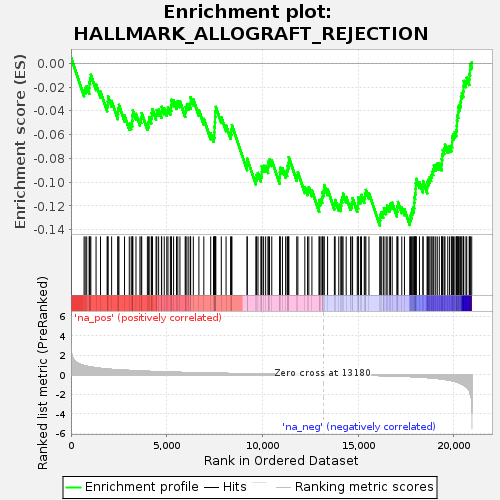 Enrichment plot:
HALLMARK_ALLOGRAFT_REJECTION
Enrichment score (ES)
0.00
-0.02
-0.04
-0.06
-0.08
-0.10
-0.12
-0.14
'na_pos' (positively correlated)
Ranked list metric (PreRanked)
6
4
2
0
-2
-4
-6
Zero cross at 13180
'na_neg' (negatively correlated)
0
5,000
10,000
15,000
20,000
Rank in Ordered Dataset
Enrichment profile
Hits
Ranking metric scores